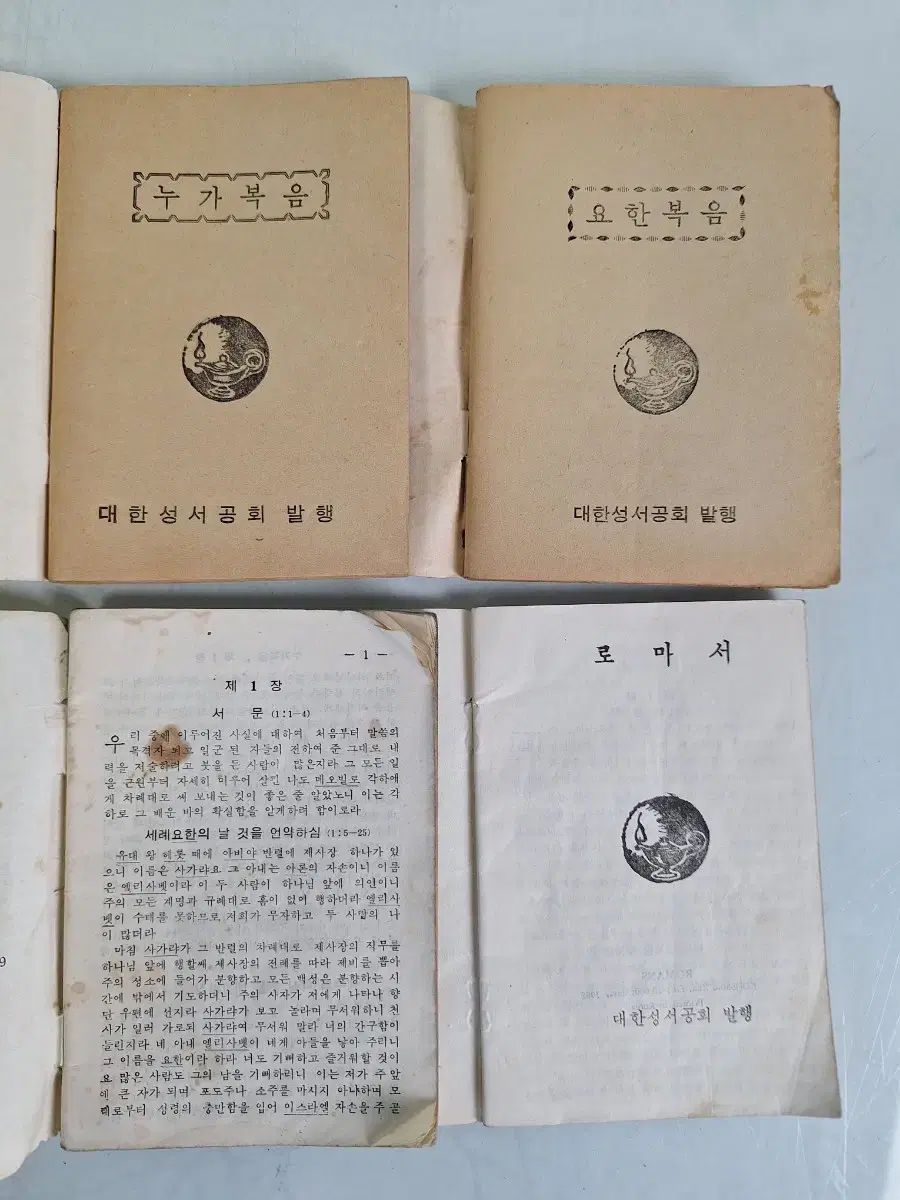 누가복음
대한성서공회 발행
요한복음
대한성서공회 발행
— 1 —
제 1 장
서 문 (1:1-4)
우리 중에 이루어진 사실에 대하여 처음부터 말씀의
목격자 되고 일군 된 자들의 전하여 준 그대로 내
력을 저술하려고 붓을 든 사람이 많은지라 그 모든 일
을 근원부터 자세히 미루어 살핀 나도 데오빌로 각하에
게 차례대로 써 보내는 것이 좋은 줄 알았노니 이는 각
하로 그 배운 바의 확실함을 알게하려 함이로라
세례요한의 날 것을 언약하심 (1:5-25)
유대 왕 헤롯 때에 아비야 반렬에 제사장 하나가 있
으니 이름은 사가랴요 그 아내는 아론의 자손이니 이름
은 엘리사벳이라 이 두 사람이 하나님 앞에 의인이니
주의 모든 계명과 규례대로 흠이 없이 행하더라 엘리사
벳이 수태를 못하므로 저희가 무자하고 두 사람의 나
이 많더라
마침 사가랴가 그 반렬의 차례대로 제사장의 직무를
하나님 앞에 행할쌔 제사장의 전례를 따라 제비를 뽑아
주의 성소에 들어가 분향하고 모든 백성은 분향하는 시
간에 밖에서 기도하더니 주의 사자가 저에게 나타나 향
단 우편에 선지라 사가랴가 보고 놀라며 무서워하니 천
사가 일러 가로되 사가랴여 무서워 말라 너의 간구함이
들린지라 네 아내 엘리사벳이 네게 아들을 낳아 주리니
그 이름을 요한이라 하라 너도 기뻐하고 즐거워할 것이
요 많은 사람도 그의 남을 기뻐하리니 이는 저가 주 앞
에 큰 자가 되며 포도주나 소주를 마시지 아니하며 모
태로부터 성령의 충만함을 입어 이스라엘 자손을 주 곧
9
로 마 서
대한성서공회 발행